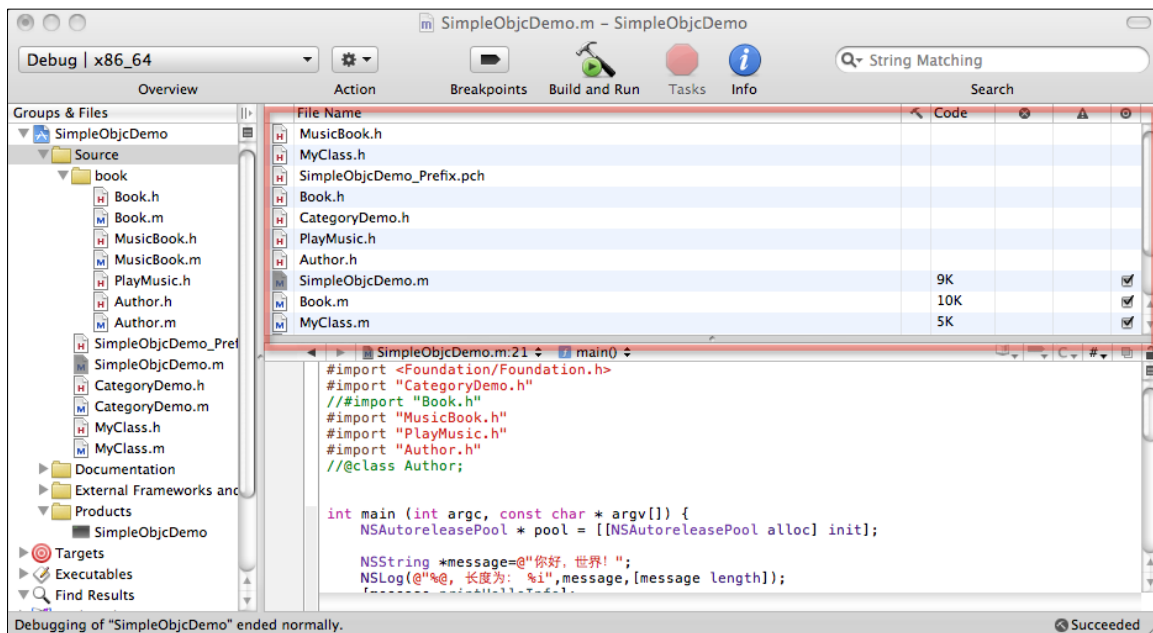 SimpleObjcDemo.m – SimpleObjcDemo
Debug | x86_64
String Matching
Overview
Action
Breakpoints
Build and Run
Tasks
Info
Search
Groups & Files
SimpleObjcDemo
Source
book
Book.h
Book.m
MusicBook.h
MusicBook.m
PlayMusic.h
Author.h
Author.m
SimpleObjcDemo_Pref
SimpleObjcDemo.m
CategoryDemo.h
CategoryDemo.m
MyClass.h
MyClass.m
Documentation
External Frameworks and
Products
SimpleObjcDemo
Targets
Executables
Find Results
File Name Code
MusicBook.h
MyClass.h
SimpleObjcDemo_Prefix.pch
Book.h
CategoryDemo.h
PlayMusic.h
Author.h
SimpleObjcDemo.m 9K
Book.m 10K
MyClass.m 5K
SimpleObjcDemo.m:21 main() C #
#import <Foundation/Foundation.h>
#import "CategoryDemo.h"
//#import "Book.h"
#import "MusicBook.h"
#import "PlayMusic.h"
#import "Author.h"
//@class Author;
int main (int argc, const char * argv[]) {
NSAutoreleasePool * pool = [[NSAutoreleasePool alloc] init];
NSString *message=@"你好，世界！";
NSLog(@"%@, 长度为： %i",message,[message length]);
Debugging of "SimpleObjcDemo" ended normally.
Succeeded